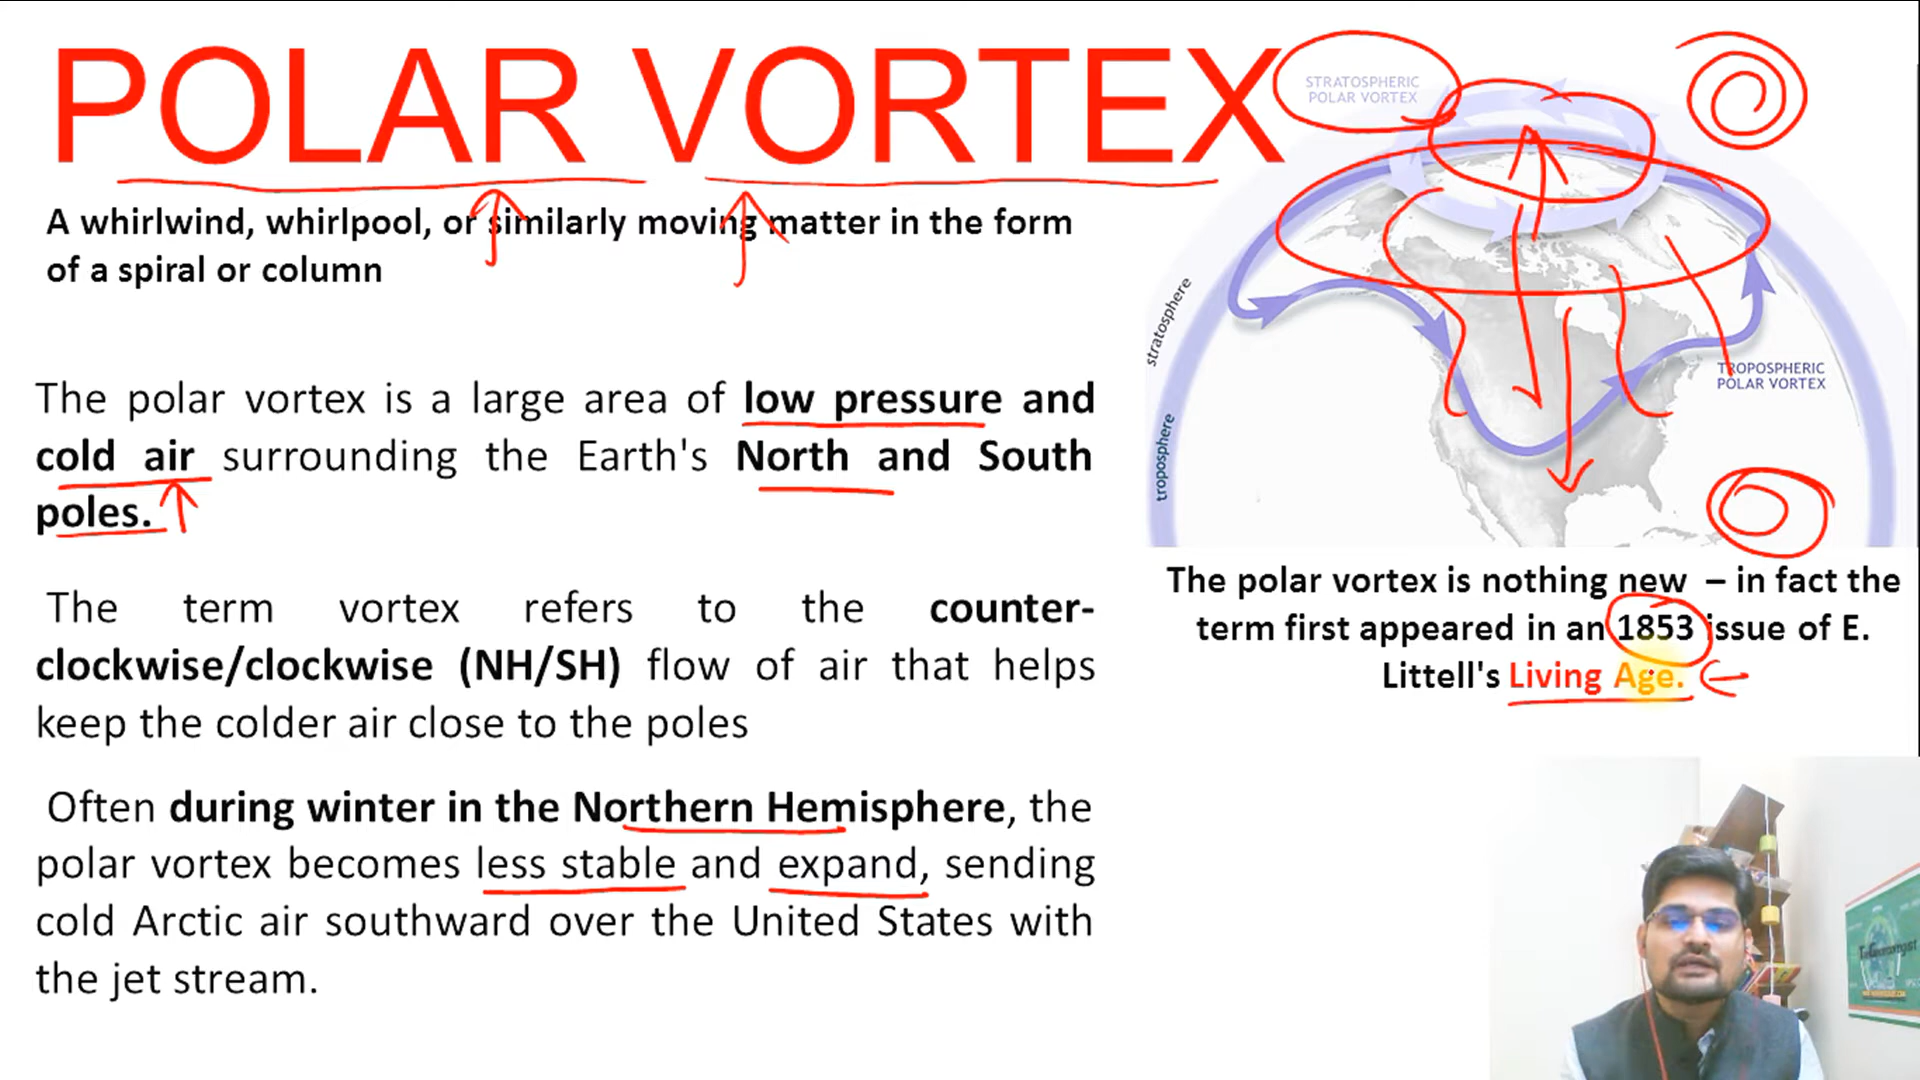 POLAR VORTEX
A whirlwind, whirlpool, or similarly moving matter in the form
of a spiral or column
The polar vortex is a large area of low pressure and
cold air surrounding the Earth's North and South
poles.
The term vortex refers to the counter-
clockwise/clockwise (NH/SH) flow of air that helps
keep the colder air close to the poles
Often during winter in the Northern Hemisphere, the
polar vortex becomes less stable and expand, sending
cold Arctic air southward over the United States with
the jet stream.
STRATOSPHERIC
POLAR VORTEX
stratosphere
troposphere
TROPOSPHERIC
POLAR VORTEX
The polar vortex is nothing new – in fact the
term first appeared in an 1853 issue of E.
Littell's Living Age.